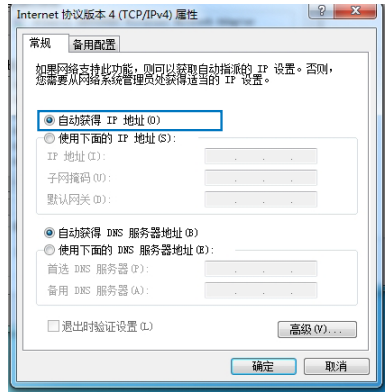 Internet 协议版本 4 (TCP/IPv4) 属性
常规 备用配置
如果网络支持此功能，则可以获取自动指派的 IP 设置。否则，
您需要从网络系统管理员处获得适当的 IP 设置。
自动获得 IP 地址(O)
使用下面的 IP 地址(S):
IP 地址(I):
子网掩码(U):
默认网关(D):
自动获得 DNS 服务器地址(B)
使用下面的 DNS 服务器地址(E):
首选 DNS 服务器(P):
备用 DNS 服务器(A):
退出时验证设置(L)
高级(V)...
确定 取消